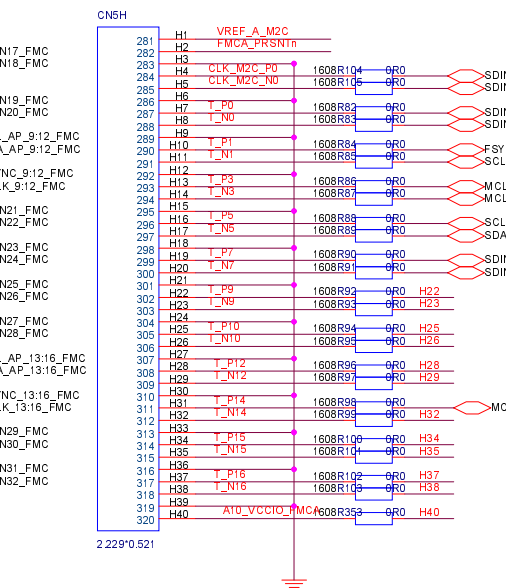 CN5H
281 H1 VREF_A_M2C
282 H2 FMCA_PRSNTn
N17_FMC
283 H3
N18_FMC
284 H4 CLK_M2C_P0 1608R104 0R0 SDIN
285 H5 CLK_M2C_N0 1608R105 0R0 SDIN
286 H6
N19_FMC
287 H7 T_P0 1608R82 0R0 SDIN
N20_FMC
288 H8 T_N0 1608R83 0R0 SDIN
289 H9
_AP_9:12_FMC
290 H10 T_P1 1608R84 0R0 FSY
A_AP_9:12_FMC
291 H11 T_N1 1608R85 0R0 SCL
292 H12
NC_9:12_FMC
293 H13 T_P3 1608R86 0R0 MCL
K_9:12_FMC
294 H14 T_N3 1608R87 0R0 MCL
295 H15
N21_FMC
296 H16 T_P5 1608R88 0R0 SCL
N22_FMC
297 H17 T_N5 1608R89 0R0 SDA
298 H18
N23_FMC
299 H19 T_P7 1608R90 0R0 SDIN
N24_FMC
300 H20 T_N7 1608R91 0R0 SDIN
301 H21
N25_FMC
302 H22 T_P9 1608R92 0R0 H22
N26_FMC
303 H23 T_N9 1608R93 0R0 H23
304 H24
N27_FMC
305 H25 T_P10 1608R94 0R0 H25
N28_FMC
306 H26 T_N10 1608R95 0R0 H26
307 H27
_AP_13:16_FMC
308 H28 T_P12 1608R96 0R0 H28
A_AP_13:16_FMC
309 H29 T_N12 1608R97 0R0 H29
310 H30
NC_13:16_FMC
311 H31 T_P14 1608R98 0R0 MC
K_13:16_FMC
312 H32 T_N14 1608R99 0R0 H32
313 H33
N29_FMC
314 H34 T_P15 1608R100 0R0 H34
N30_FMC
315 H35 T_N15 1608R101 0R0 H35
316 H36
N31_FMC
317 H37 T_P16 1608R102 0R0 H37
N32_FMC
318 H38 T_N16 1608R103 0R0 H38
319 H39
320 H40 A10_VCCIO_FMCA 1608R353 0R0 H40
2.229*0.521